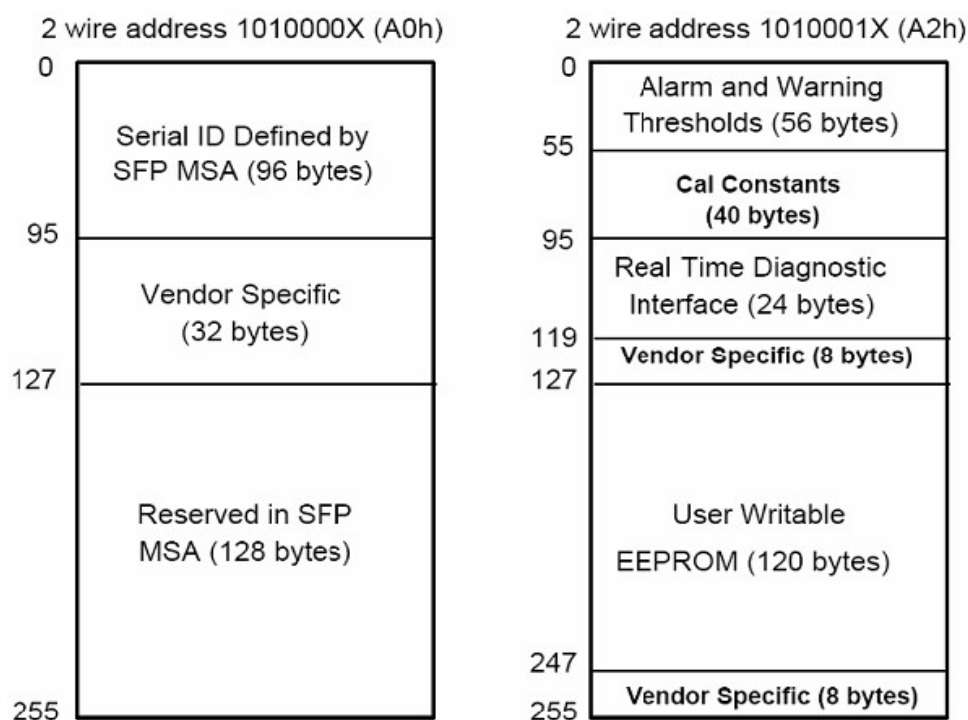 2 wire address 1010000X (A0h)
0
Serial ID Defined by
SFP MSA (96 bytes)
95
Vendor Specific
(32 bytes)
127
Reserved in SFP
MSA (128 bytes)
255
2 wire address 1010001X (A2h)
0
Alarm and Warning
Thresholds (56 bytes)
55
Cal Constants
(40 bytes)
95
Real Time Diagnostic
Interface (24 bytes)
119
Vendor Specific (8 bytes)
127
User Writable
EEPROM (120 bytes)
247
Vendor Specific (8 bytes)
255